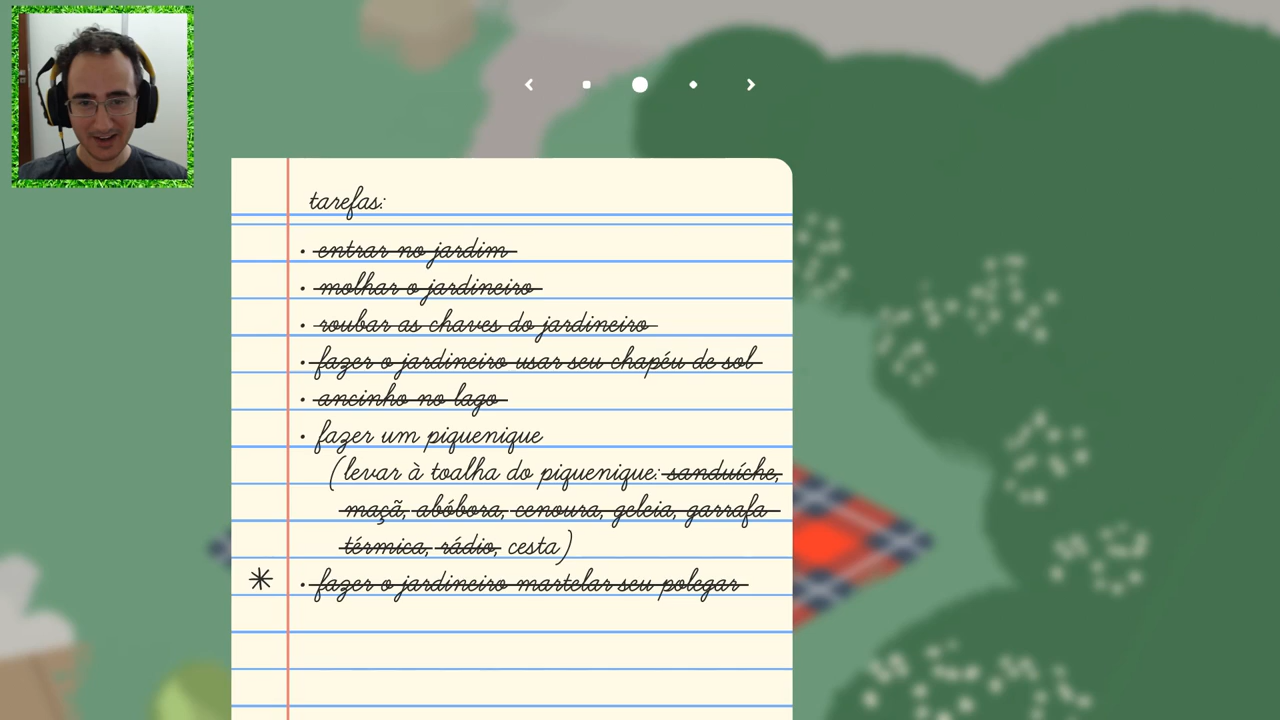 tarefas:
entrar no jardim
molhar o jardineiro
roubar as chaves do jardineiro
fazer o jardineiro usar seu chapéu de sol
ancinho no lago
fazer um piquenique
(levar à toalha do piquenique: sanduíche,
maçã, abóbora, cenoura, geleia, garrafa
térmica, rádio, cesta)
fazer o jardineiro martelar seu polegar